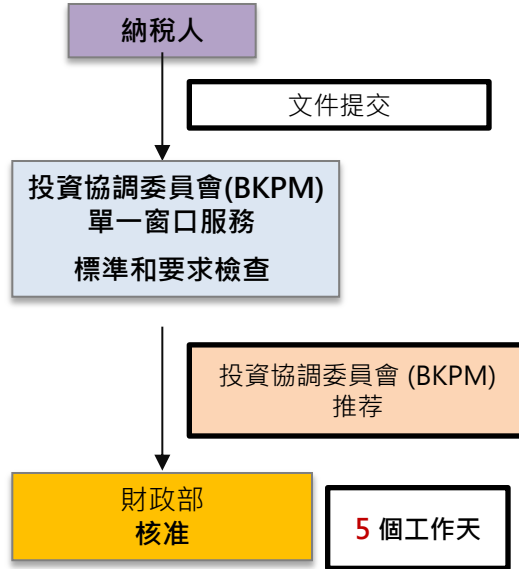 納稅人
文件提交
投資協調委員會(BKPM)
單一窗口服務
標準和要求檢查
投資協調委員會 (BKPM)
推荐
財政部
核准
5 個工作天